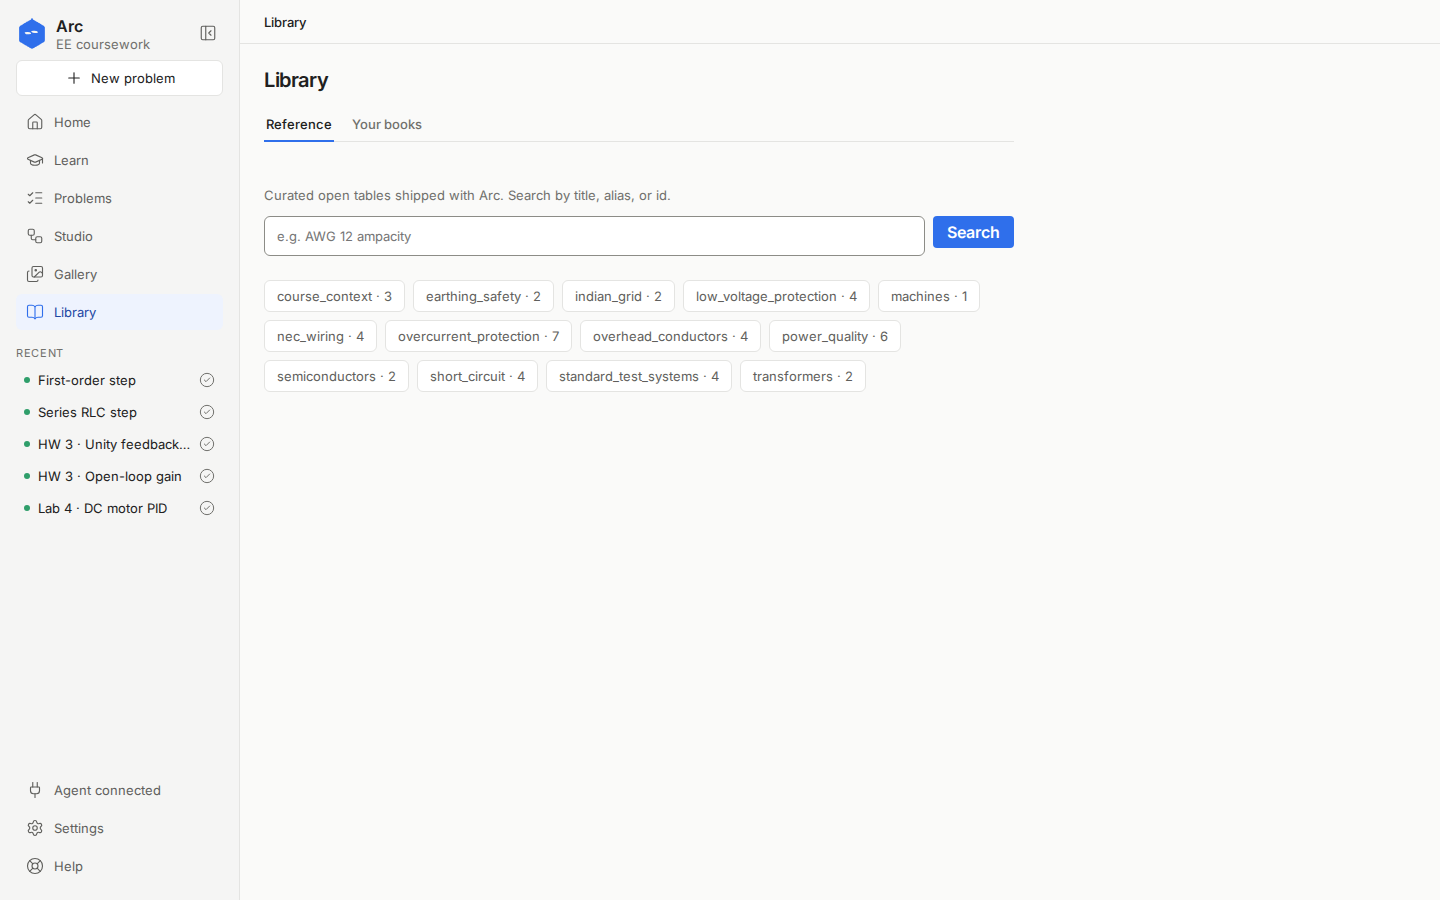 Arc
EE coursework
New problem
Home
Learn
Problems
Studio
Gallery
Library
RECENT
First-order step
Series RLC step
HW 3 · Unity feedback...
HW 3 · Open-loop gain
Lab 4 · DC motor PID
Agent connected
Settings
Help
Library
Library
Reference Your books
Curated open tables shipped with Arc. Search by title, alias, or id.
e.g. AWG 12 ampacity Search
course_context · 3 earthing_safety · 2 indian_grid · 2 low_voltage_protection · 4 machines · 1
nec_wiring · 4 overcurrent_protection · 7 overhead_conductors · 4 power_quality · 6
semiconductors · 2 short_circuit · 4 standard_test_systems · 4 transformers · 2